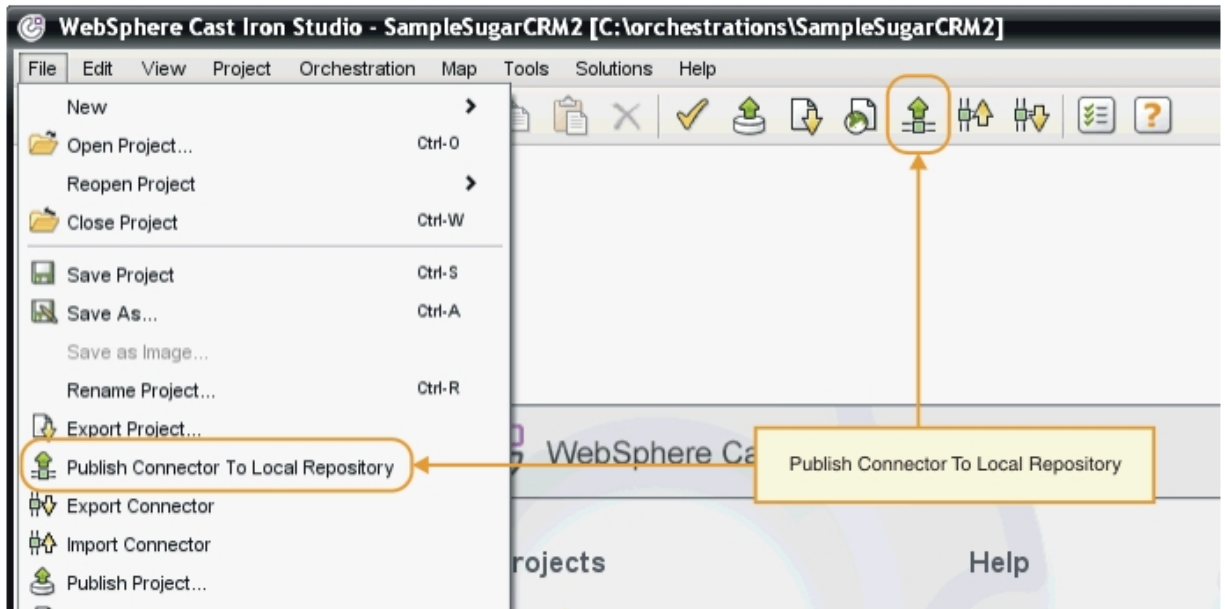 WebSphere Cast Iron Studio - SampleSugarCRM2 [C:\orchestrations\SampleSugarCRM2]
File Edit View Project Orchestration Map Tools Solutions Help
New
Open Project... Ctrl-O
Reopen Project
Close Project Ctrl-W
Save Project Ctrl-S
Save As... Ctrl-A
Save as Image...
Rename Project... Ctrl-R
Export Project...
Publish Connector To Local Repository
Export Connector
Import Connector
Publish Project...
WebSphere Ca
Publish Connector To Local Repository
rojects
Help